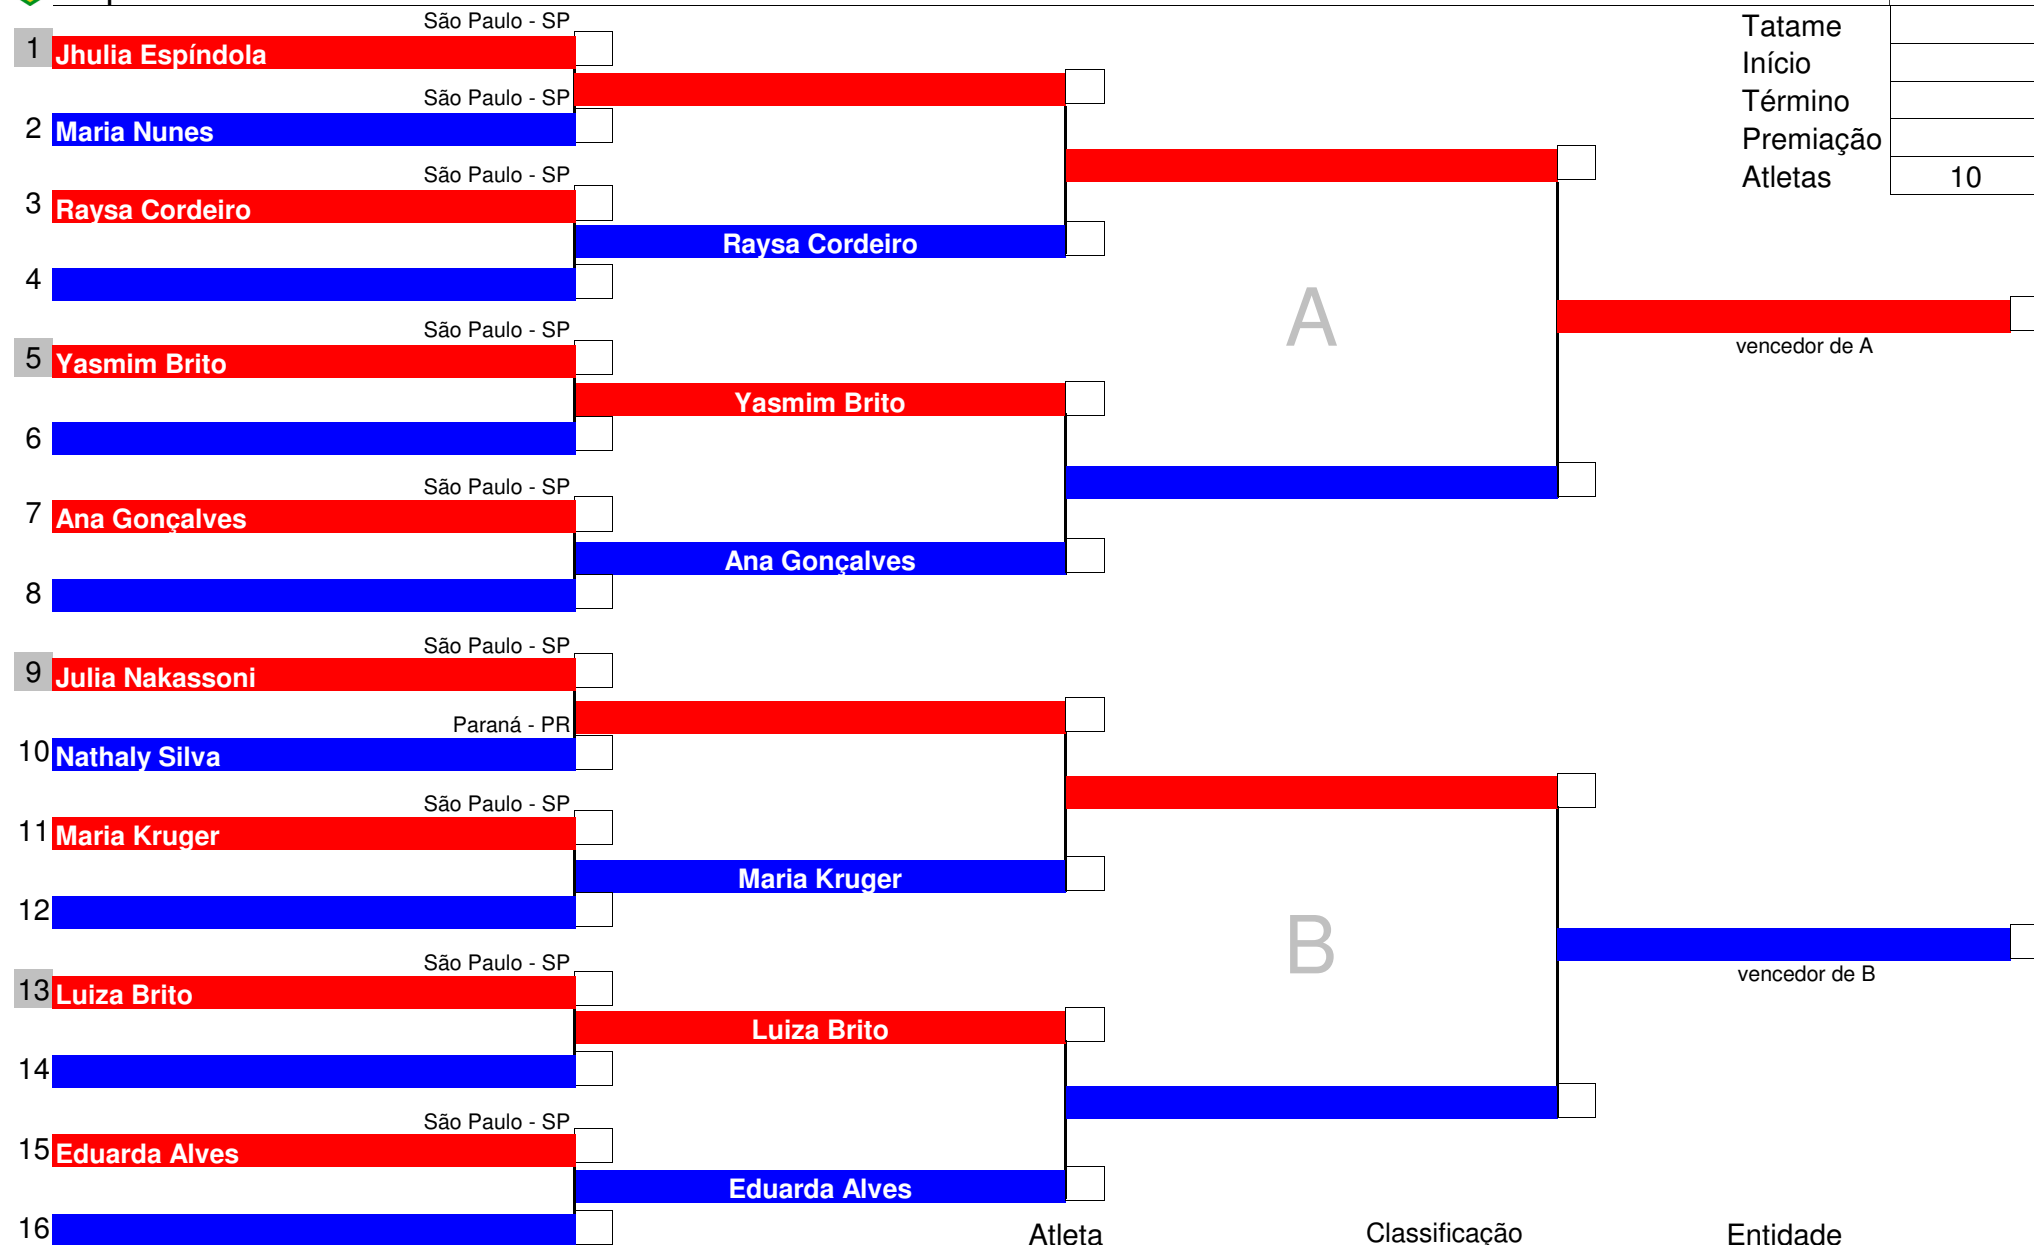 São Paulo - SP
Tatame
1 Jhulia Espíndola
Início
São Paulo - SP
Término
2 Maria Nunes
Premiação
São Paulo - SP
Atletas 10
3 Raysa Cordeiro
Raysa Cordeiro
4
A
São Paulo - SP
vencedor de A
5 Yasmim Brito
Yasmim Brito
6
São Paulo - SP
7 Ana Gonçalves
Ana Gonçalves
8
São Paulo - SP
9 Julia Nakassoni
Paraná - PR
10 Nathaly Silva
São Paulo - SP
11 Maria Kruger
Maria Kruger
12
B
São Paulo - SP
vencedor de B
13 Luiza Brito
Luiza Brito
14
São Paulo - SP
15 Eduarda Alves
Eduarda Alves
16
Atleta Classificação Entidade